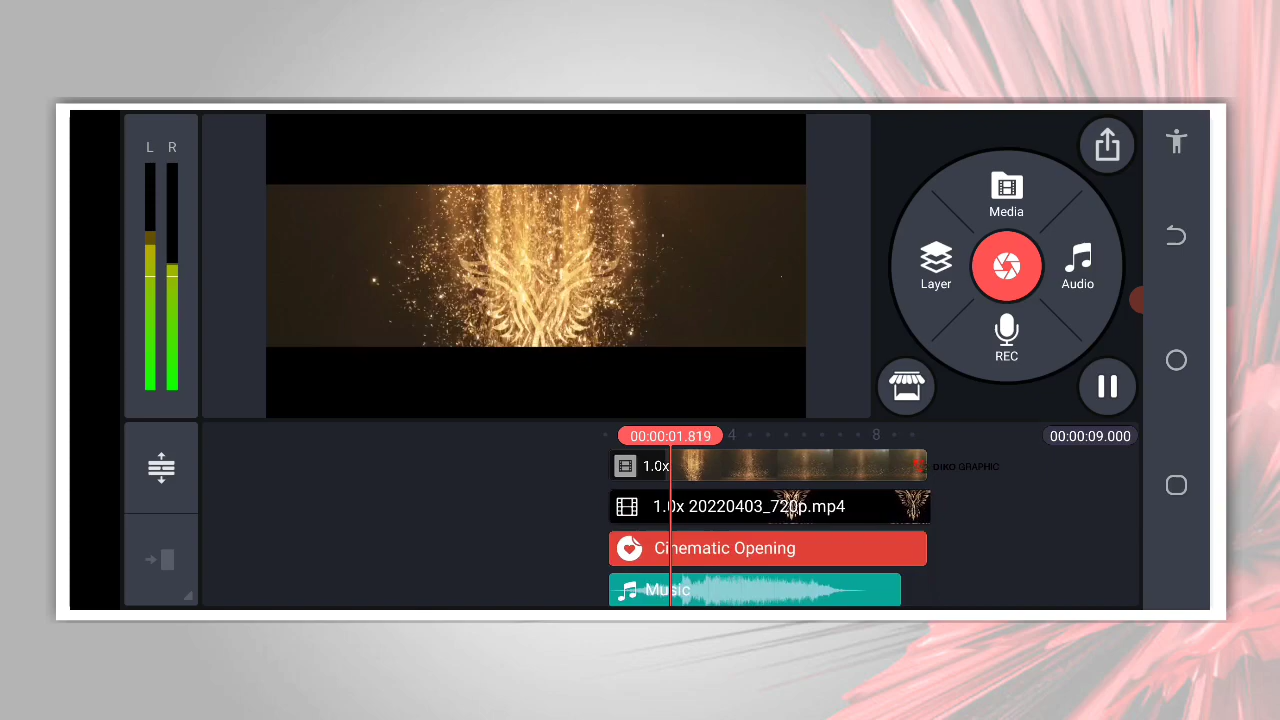 L R
Media
Layer
Audio
REC
00:00:01.819
4
8
00:00:09.000
1.0x
OIKO GRAPHIC
1.0x 20220403_720p.mp4
Cinematic Opening
Music